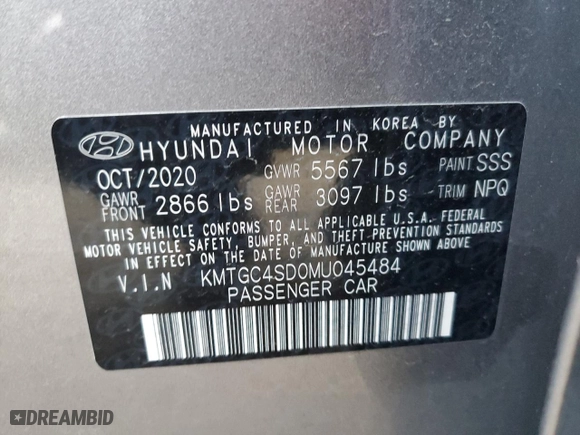 MANUFACTURED IN KOREA BY
HYUNDAI MOTOR COMPANY
OCT/2020 GVWR 5567 lbs PAINT SSS
GAWR FRONT 2866 lbs GAWR REAR 3097 lbs TRIM NPQ
THIS VEHICLE CONFORMS TO ALL APPLICABLE U.S.A. FEDERAL
MOTOR VEHICLE SAFETY, BUMPER, AND THEFT-PREVENTION STANDARDS
IN EFFECT ON THE DATE OF MANUFACTURE SHOWN ABOVE.
V.I.N KMTGC4SD0MU045484
PASSENGER CAR
DREAMBID